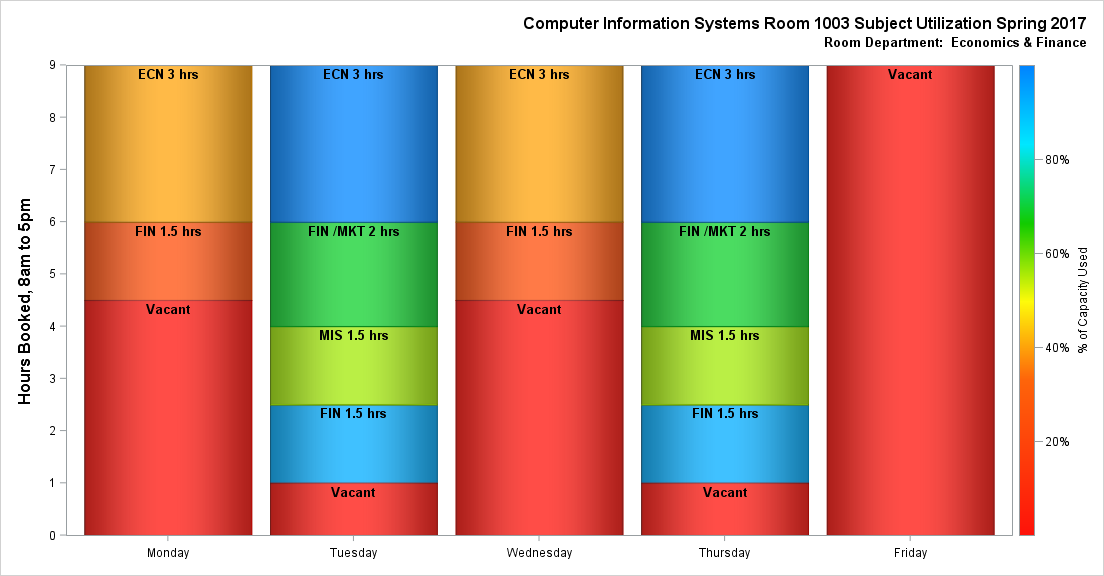 Computer Information Systems Room 1003 Subject Utilization Spring 2017
Room Department:  Economics & Finance
Hours Booked, 8am to 5pm
9
8
7
6
5
4
3
2
1
0
ECN 3 hrs
FIN 1.5 hrs
Vacant
Monday
ECN 3 hrs
FIN /MKT 2 hrs
MIS 1.5 hrs
FIN 1.5 hrs
Vacant
Tuesday
ECN 3 hrs
FIN 1.5 hrs
Vacant
Wednesday
ECN 3 hrs
FIN /MKT 2 hrs
MIS 1.5 hrs
FIN 1.5 hrs
Vacant
Thursday
Vacant
Friday
80%
60%
40%
20%
% of Capacity Used